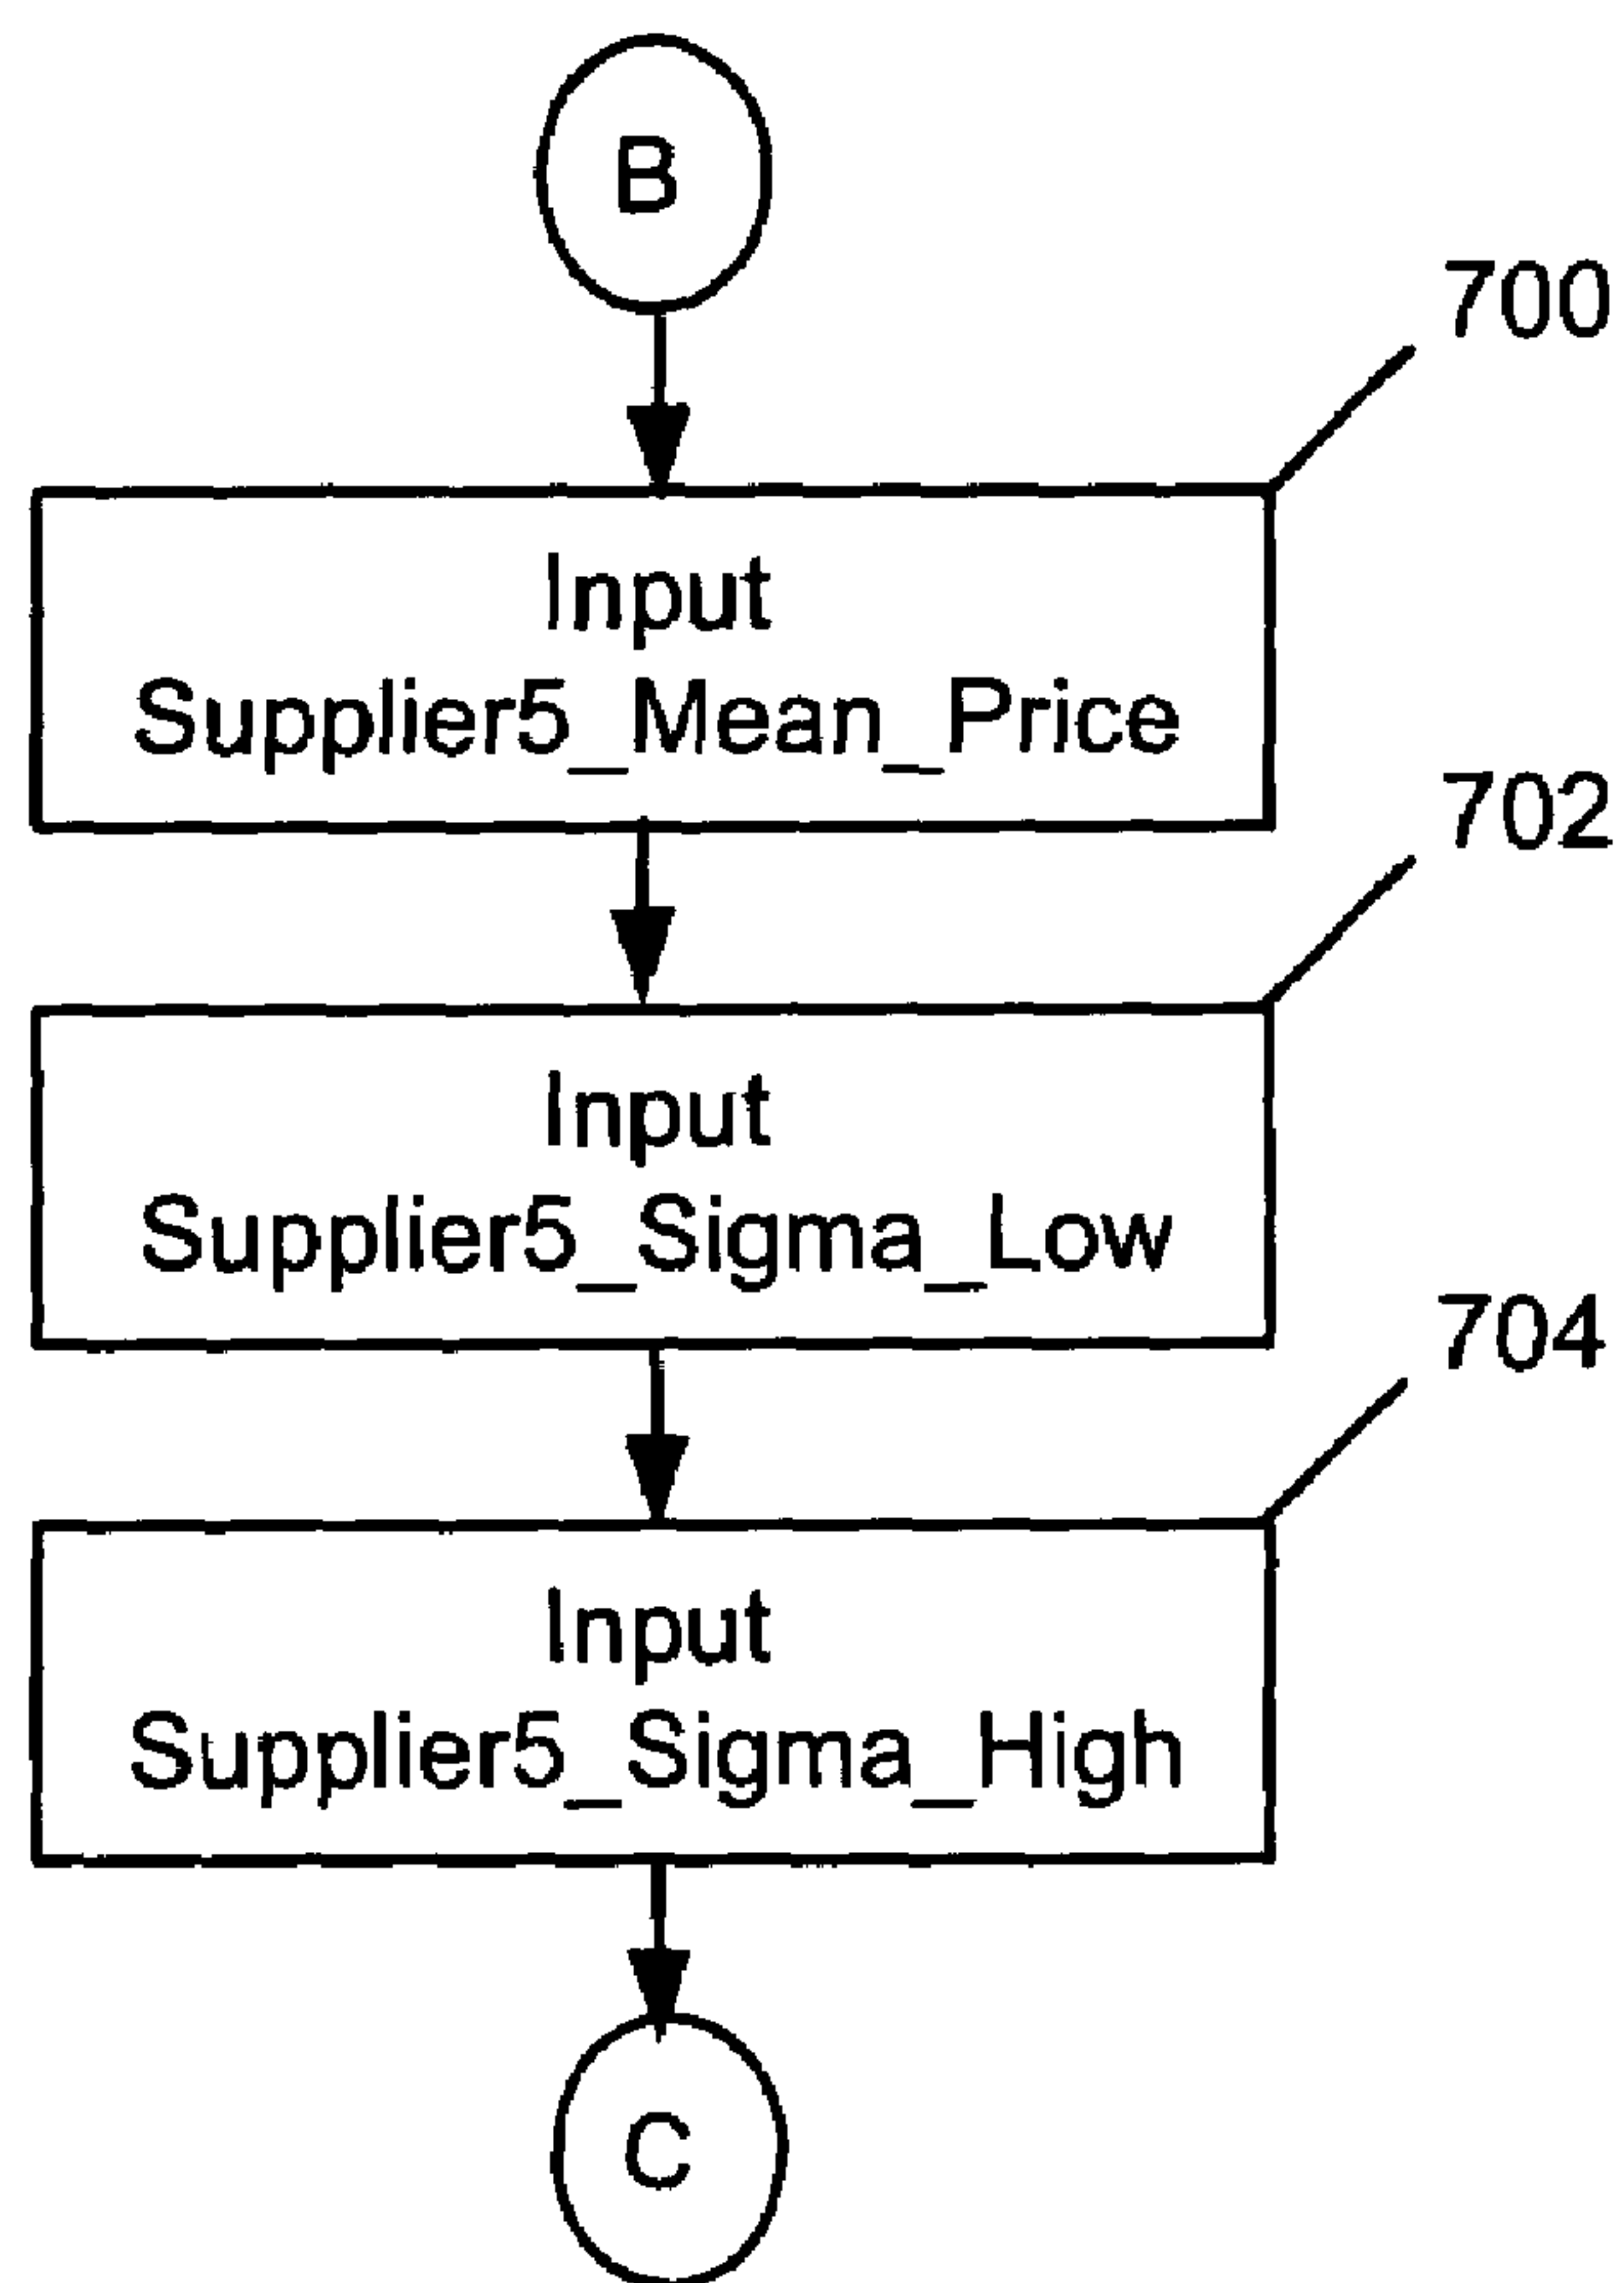 B
700
Input
Supplier5_Mean_Price
702
Input
Supplier5_Sigma_Low
704
Input
Supplier5_Sigma_High
C